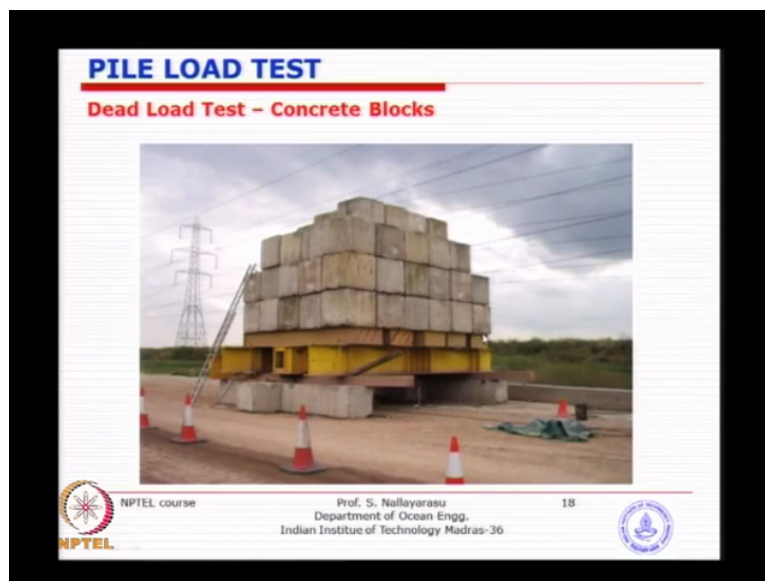 PILE LOAD TEST
Dead Load Test – Concrete Blocks
NPTEL course
Prof. S. Nallayarasu
Department of Ocean Engg.
Indian Institue of Technology Madras-36
18
NPTEL